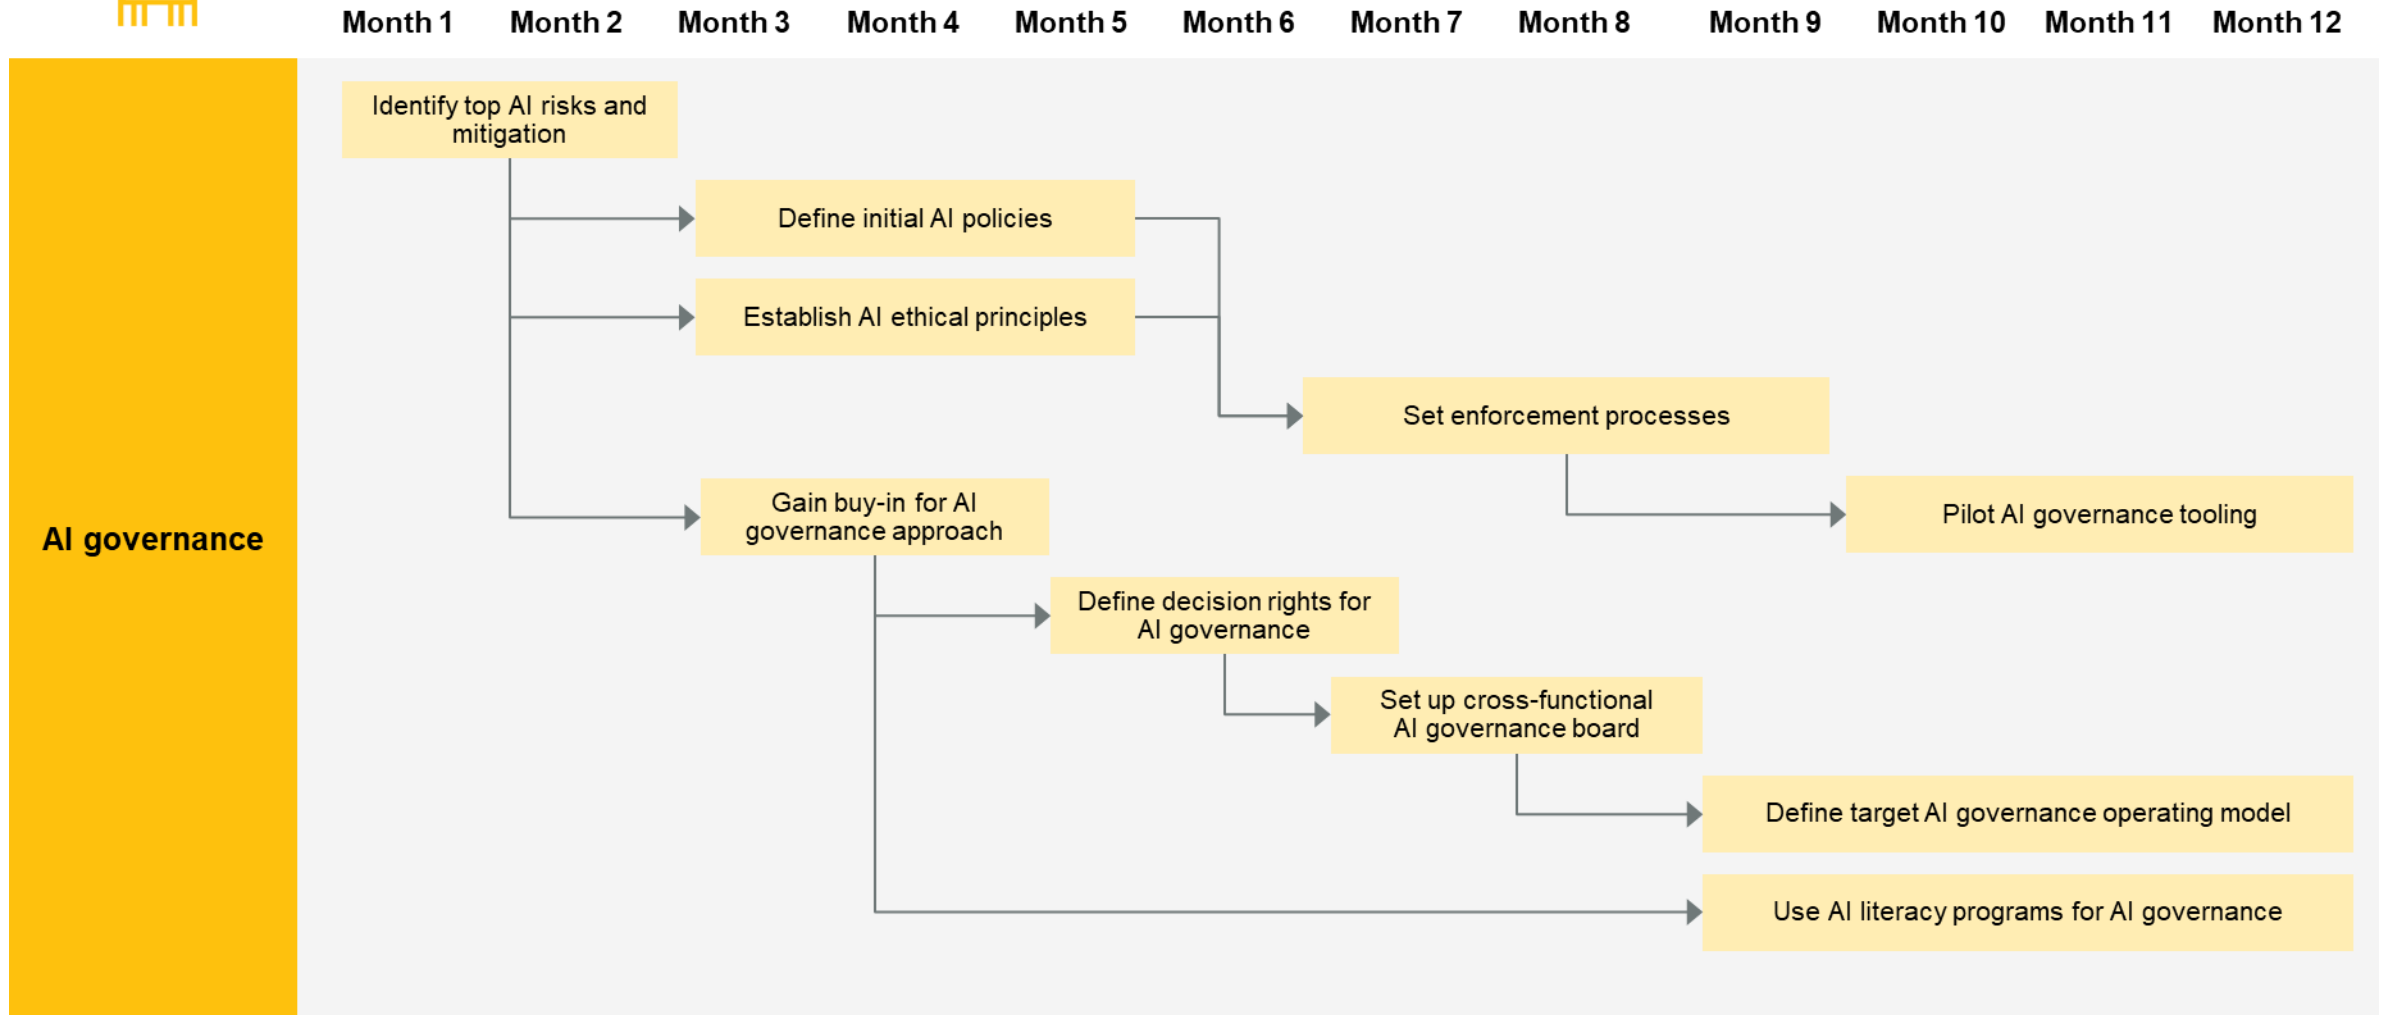 Month 1 Month 2 Month 3 Month 4 Month 5 Month 6 Month 7 Month 8 Month 9 Month 10 Month 11 Month 12
AI governance
Identify top AI risks and
mitigation
Define initial AI policies
Establish AI ethical principles
Set enforcement processes
Gain buy-in for AI
governance approach
Pilot AI governance tooling
Define decision rights for
AI governance
Set up cross-functional
AI governance board
Define target AI governance operating model
Use AI literacy programs for AI governance